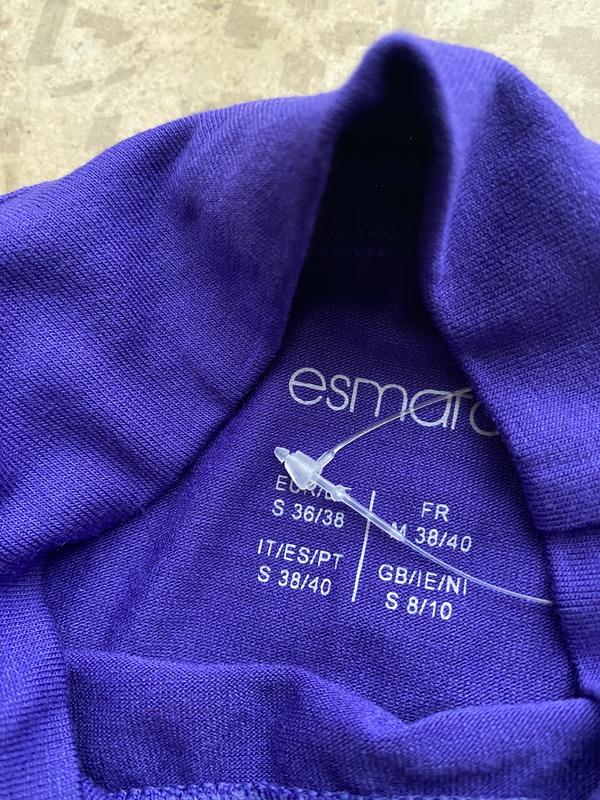 esmara
S 36/38
IT/ES/PT
S 38/40
FR
M 38/40
GB/IE/NI
S 8/10